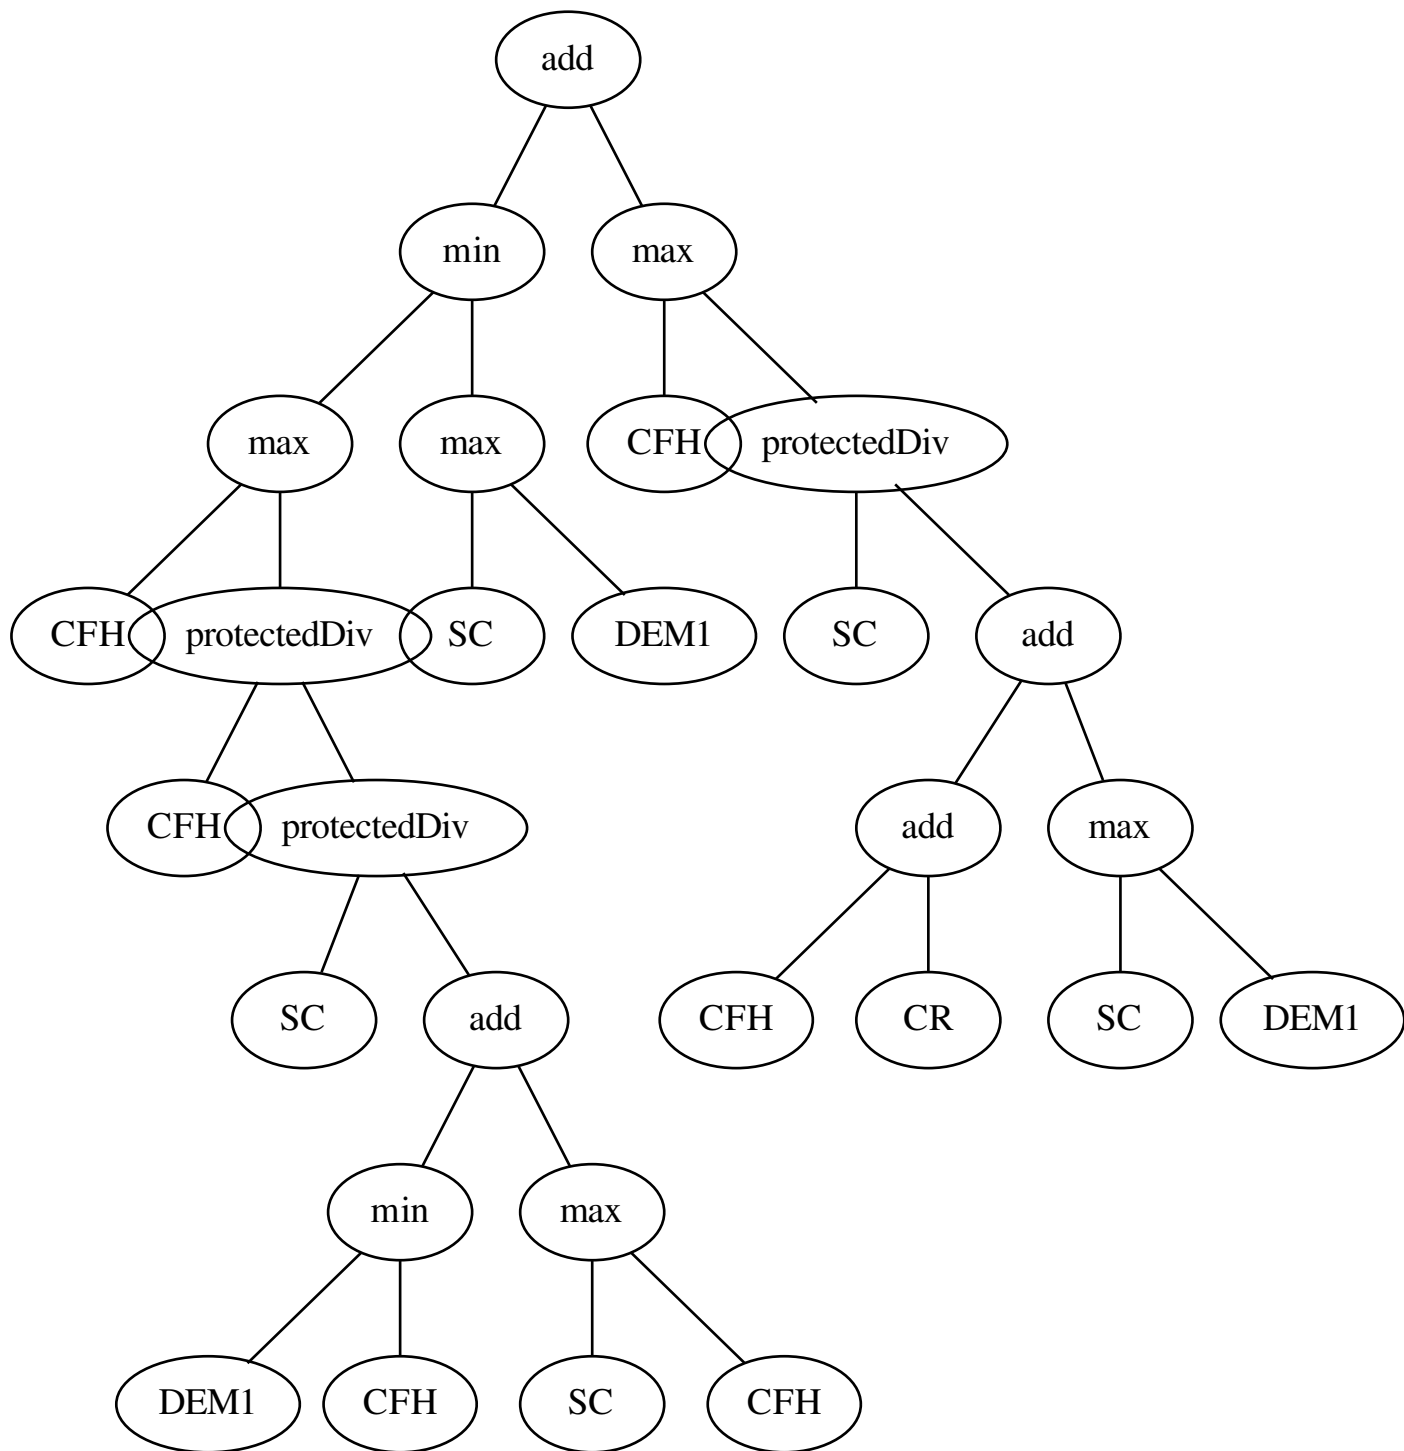 add
min max
max max CFH protectedDiv
CFH protectedDiv SC DEM1 SC add
CFH protectedDiv add max
SC add CFH CR SC DEM1
min max
DEM1 CFH SC CFH